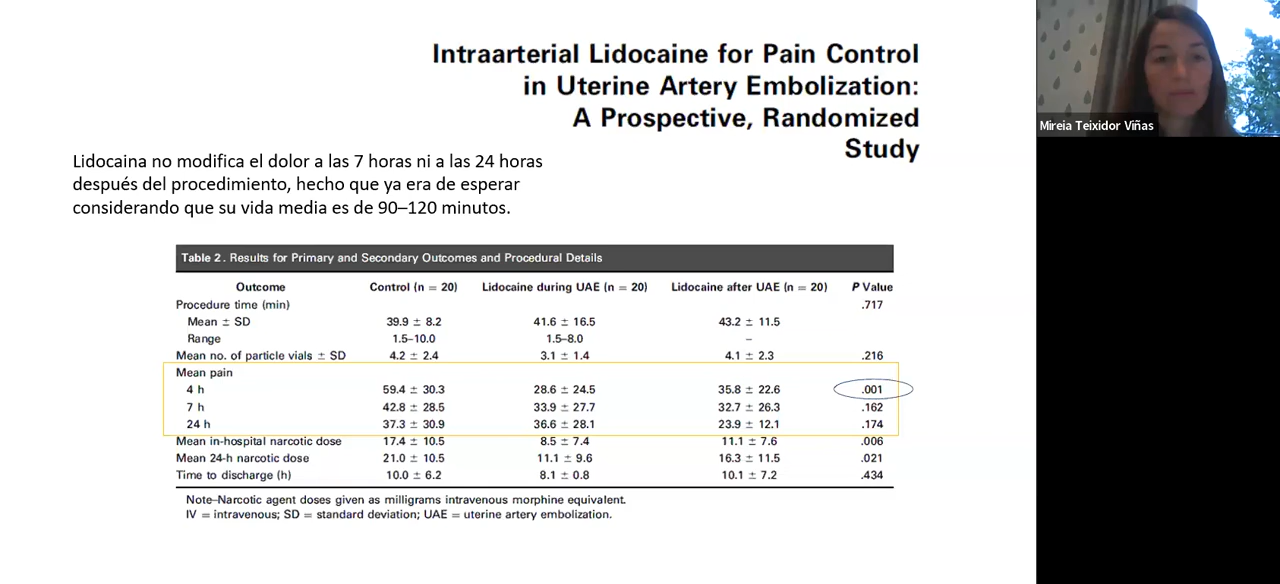 Intraarterial Lidocaine for Pain Control
in Uterine Artery Embolization:
A Prospective, Randomized
Study
Mireia Teixidor Viñas
Lidocaina no modifica el dolor a las 7 horas ni a las 24 horas
después del procedimiento, hecho que ya era de esperar
considerando que su vida media es de 90–120 minutos.
Table 2. Results for Primary and Secondary Outcomes and Procedural Details
Outcome Control (n = 20) Lidocaine during UAE (n = 20) Lidocaine after UAE (n = 20) P Value
Procedure time (min) .717
Mean ± SD 39.9 ± 8.2 41.6 ± 16.5 43.2 ± 11.5
Range 1.5–10.0 1.5–8.0 –
Mean no. of particle vials ± SD 4.2 ± 2.4 3.1 ± 1.4 4.1 ± 2.3 .216
Mean pain
4 h 59.4 ± 30.3 28.6 ± 24.5 35.8 ± 22.6 .001
7 h 42.8 ± 28.5 33.9 ± 27.7 32.7 ± 26.3 .162
24 h 37.3 ± 30.9 36.6 ± 28.1 23.9 ± 12.1 .174
Mean in-hospital narcotic dose 17.4 ± 10.5 8.5 ± 7.4 11.1 ± 7.6 .006
Mean 24-h narcotic dose 21.0 ± 10.5 11.1 ± 9.6 16.3 ± 11.5 .021
Time to discharge (h) 10.0 ± 6.2 8.1 ± 0.8 10.1 ± 7.2 .434
Note–Narcotic agent doses given as milligrams intravenous morphine equivalent.
IV = intravenous; SD = standard deviation; UAE = uterine artery embolization.